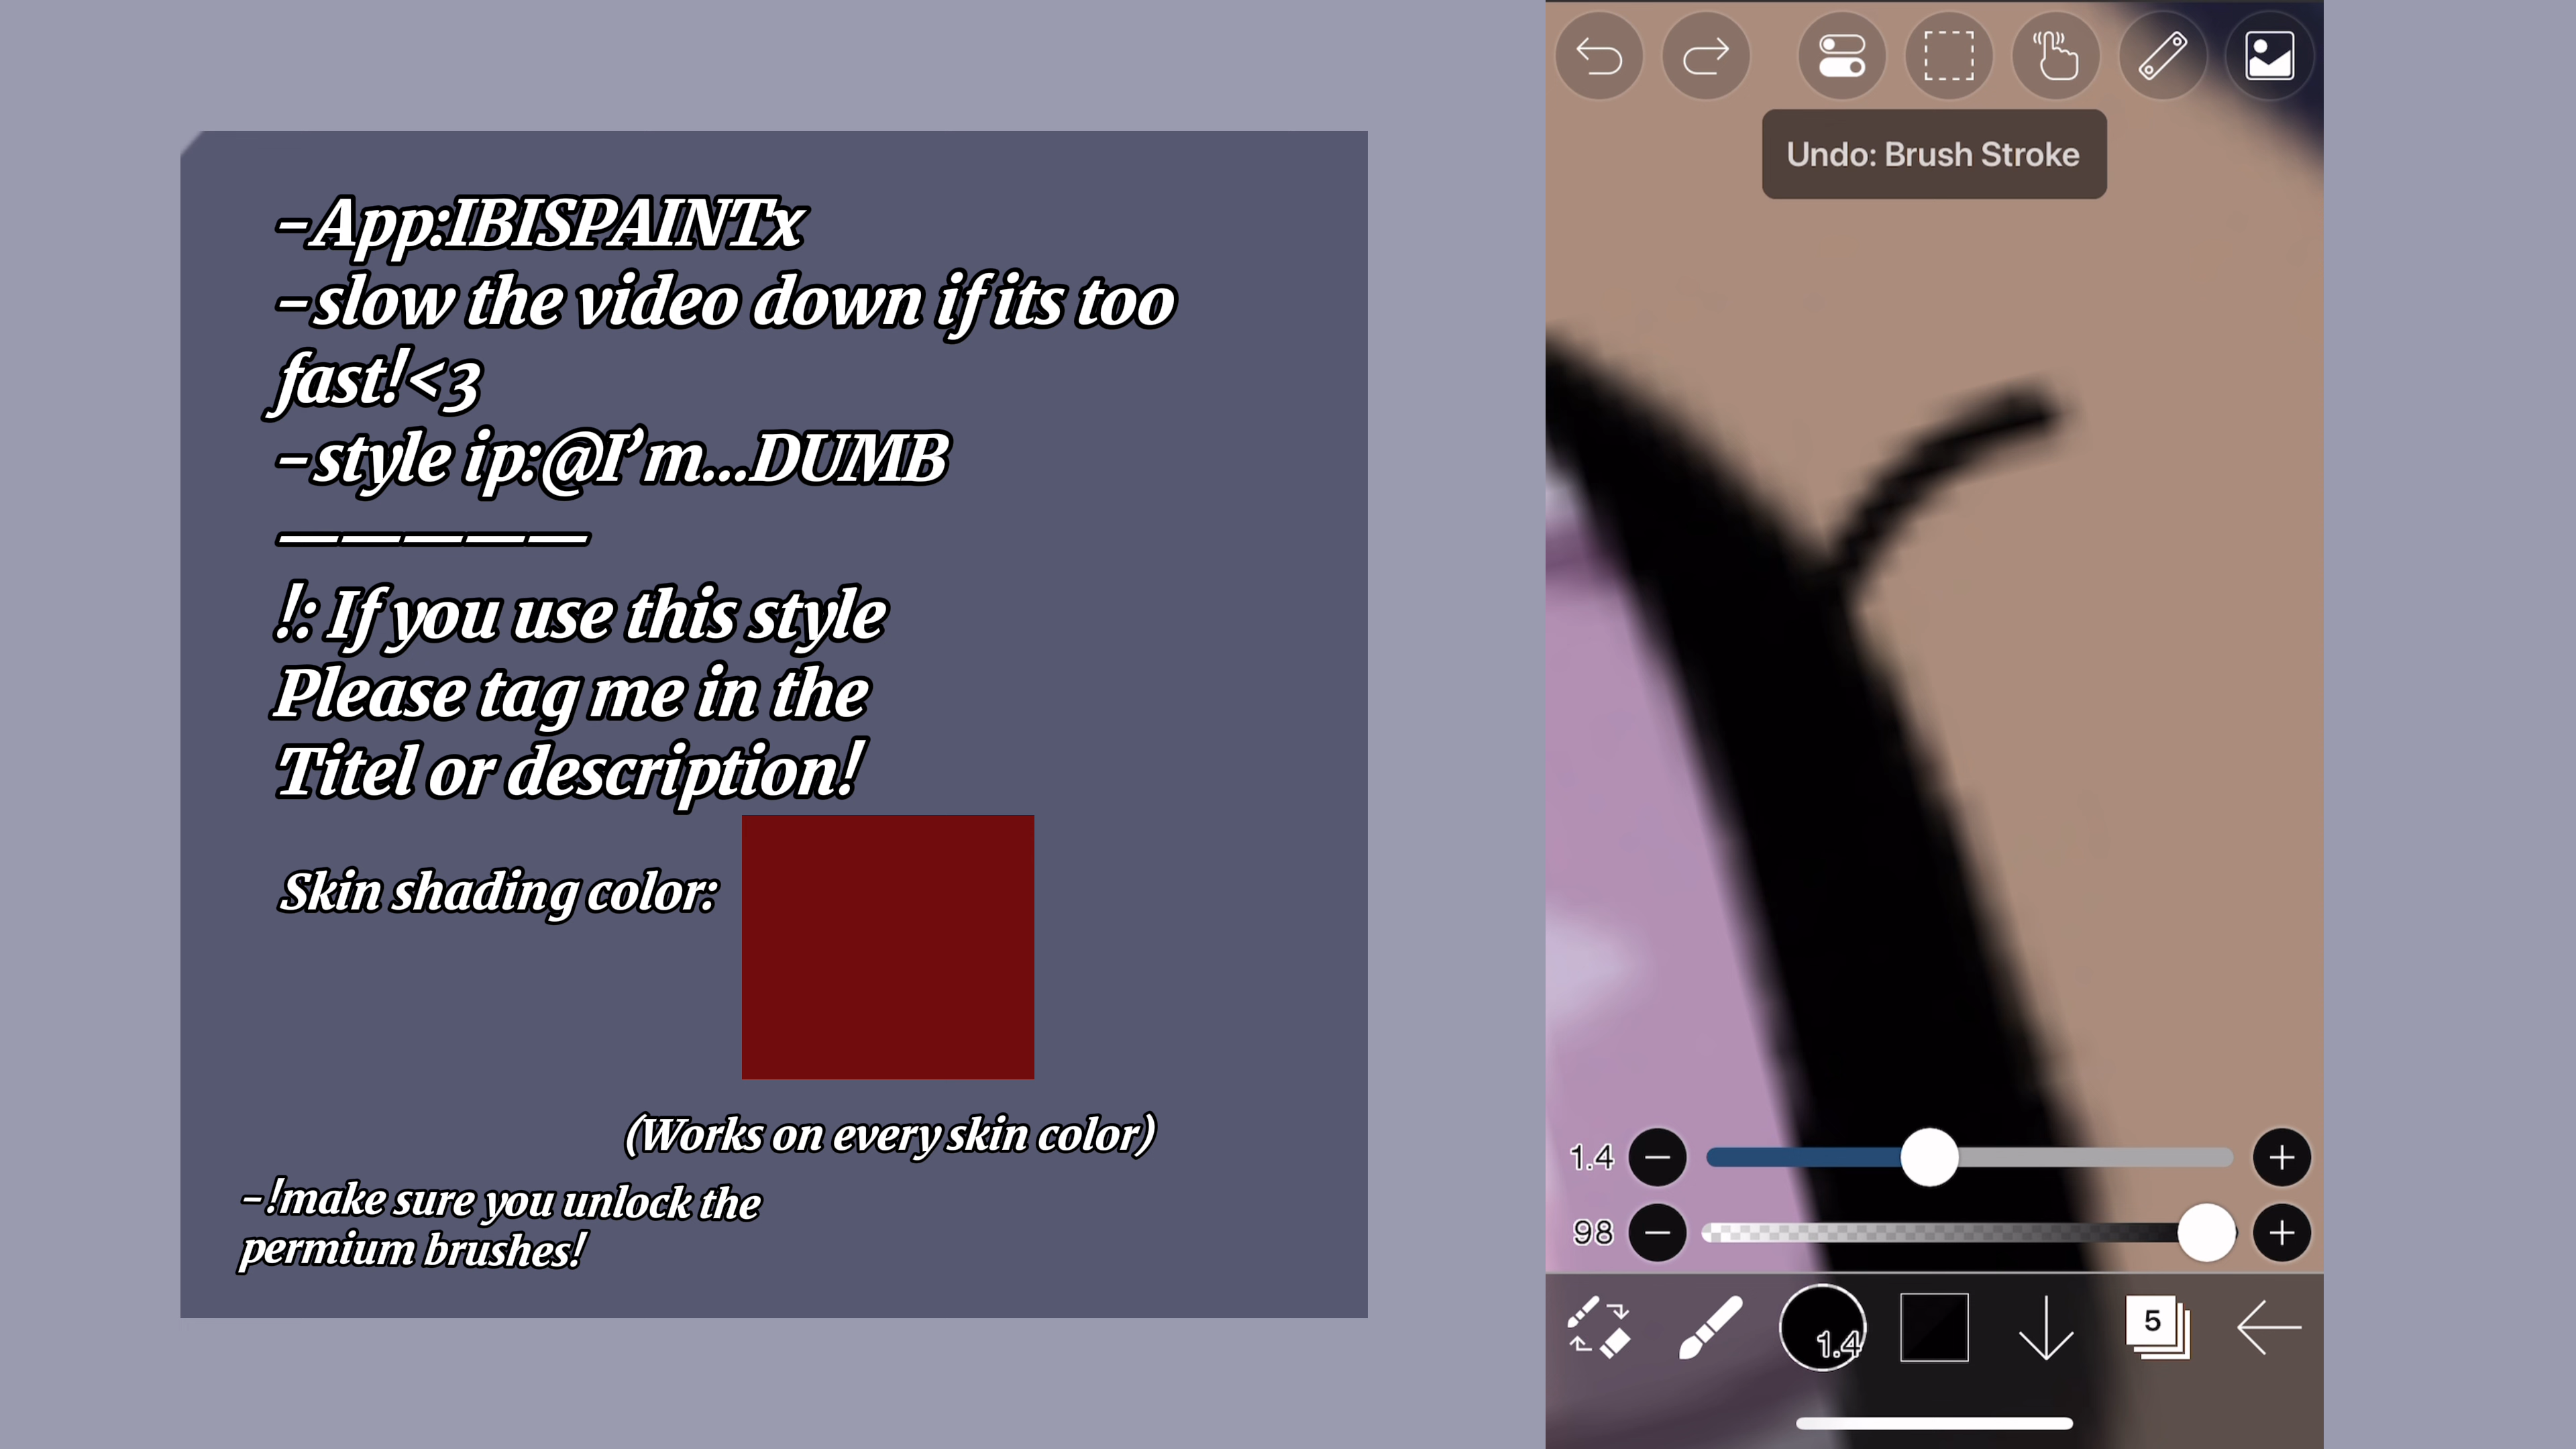 -App:IBISPAINTx
-slow the video down if its too
fast!<3
-style ip:@I'm...DUMB
—————
!: If you use this style
Please tag me in the
Titel or description!
Skin shading color:
(Works on every skin color)
-!make sure you unlock the
permium brushes!
Undo: Brush Stroke
1.4
98
1.4
5